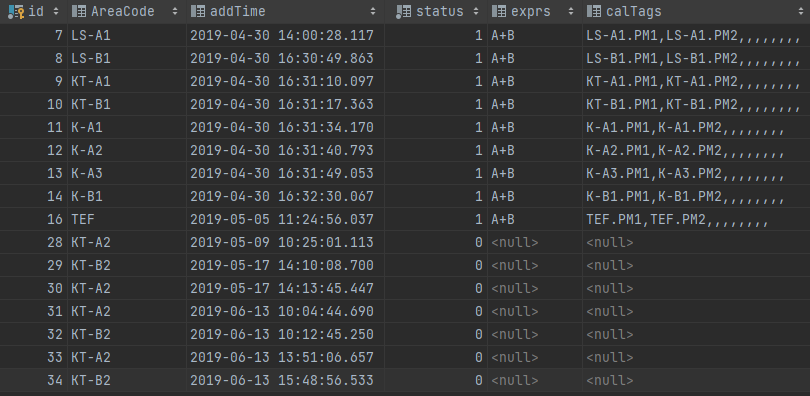 id AreaCode addTime status exprs calTags
7 LS-A1 2019-04-30 14:00:28.117 1 A+B LS-A1.PM1,LS-A1.PM2,,,,,,,,
8 LS-B1 2019-04-30 16:30:49.863 1 A+B LS-B1.PM1,LS-B1.PM2,,,,,,,,
9 KT-A1 2019-04-30 16:31:10.097 1 A+B KT-A1.PM1,KT-A1.PM2,,,,,,,,
10 KT-B1 2019-04-30 16:31:17.363 1 A+B KT-B1.PM1,KT-B1.PM2,,,,,,,,
11 K-A1 2019-04-30 16:31:34.170 1 A+B K-A1.PM1,K-A1.PM2,,,,,,,,
12 K-A2 2019-04-30 16:31:40.793 1 A+B K-A2.PM1,K-A2.PM2,,,,,,,,
13 K-A3 2019-04-30 16:31:49.053 1 A+B K-A3.PM1,K-A3.PM2,,,,,,,,
14 K-B1 2019-04-30 16:32:30.067 1 A+B K-B1.PM1,K-B1.PM2,,,,,,,,
16 TEF 2019-05-05 11:24:56.037 1 A+B TEF.PM1,TEF.PM2,,,,,,,,
28 KT-A2 2019-05-09 10:25:01.113 0 <null> <null>
29 KT-B2 2019-05-17 14:10:08.700 0 <null> <null>
30 KT-A2 2019-05-17 14:13:45.447 0 <null> <null>
31 KT-A2 2019-06-13 10:04:44.690 0 <null> <null>
32 KT-B2 2019-06-13 10:12:45.250 0 <null> <null>
33 KT-A2 2019-06-13 13:51:06.657 0 <null> <null>
34 KT-B2 2019-06-13 15:48:56.533 0 <null> <null>